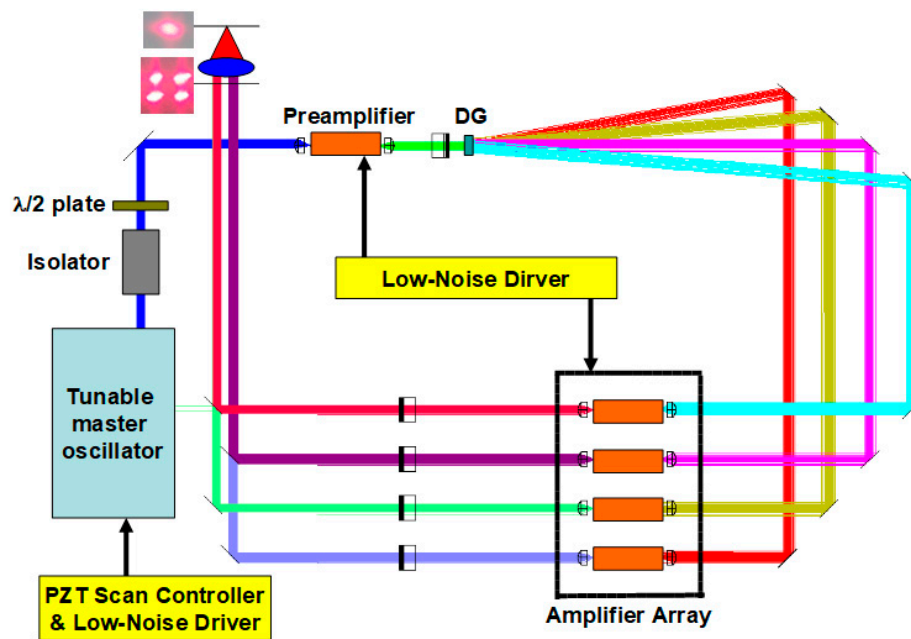 Preamplifier
DG
λ/2 plate
Isolator
Low-Noise Dirver
Tunable
master
oscillator
PZT Scan Controller
& Low-Noise Driver
Amplifier Array